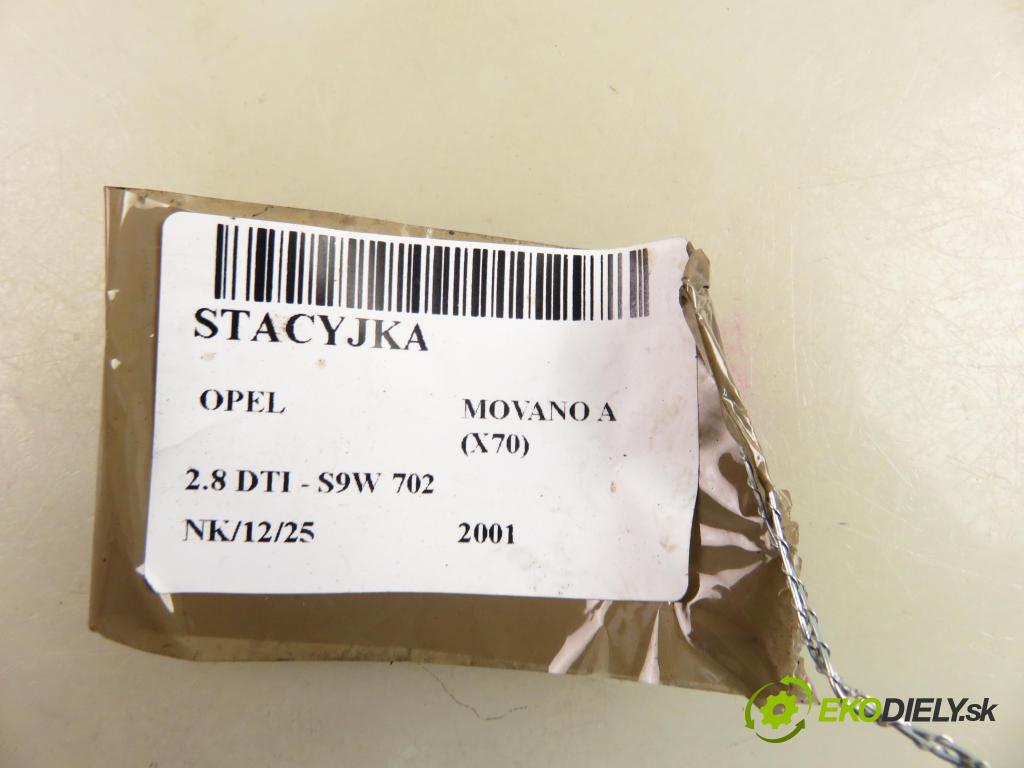 STACYJKA
OPEL MOVANO A
(X70)
2.8 DTI - S9W 702
NK/12/25 2001
EKODIELY.sk